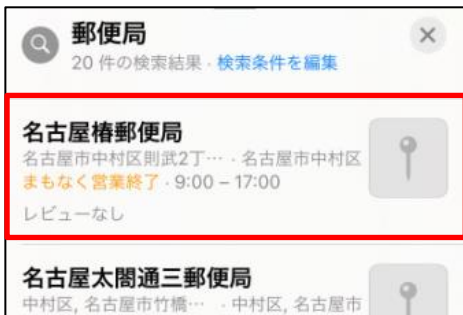 郵便局
20 件の検索結果 · 検索条件を編集
名古屋椿郵便局
名古屋市中村区則武2丁… · 名古屋市中村区
まもなく営業終了 · 9:00 – 17:00
レビューなし
名古屋太閤通三郵便局
中村区, 名古屋市竹橋… · 中村区, 名古屋市